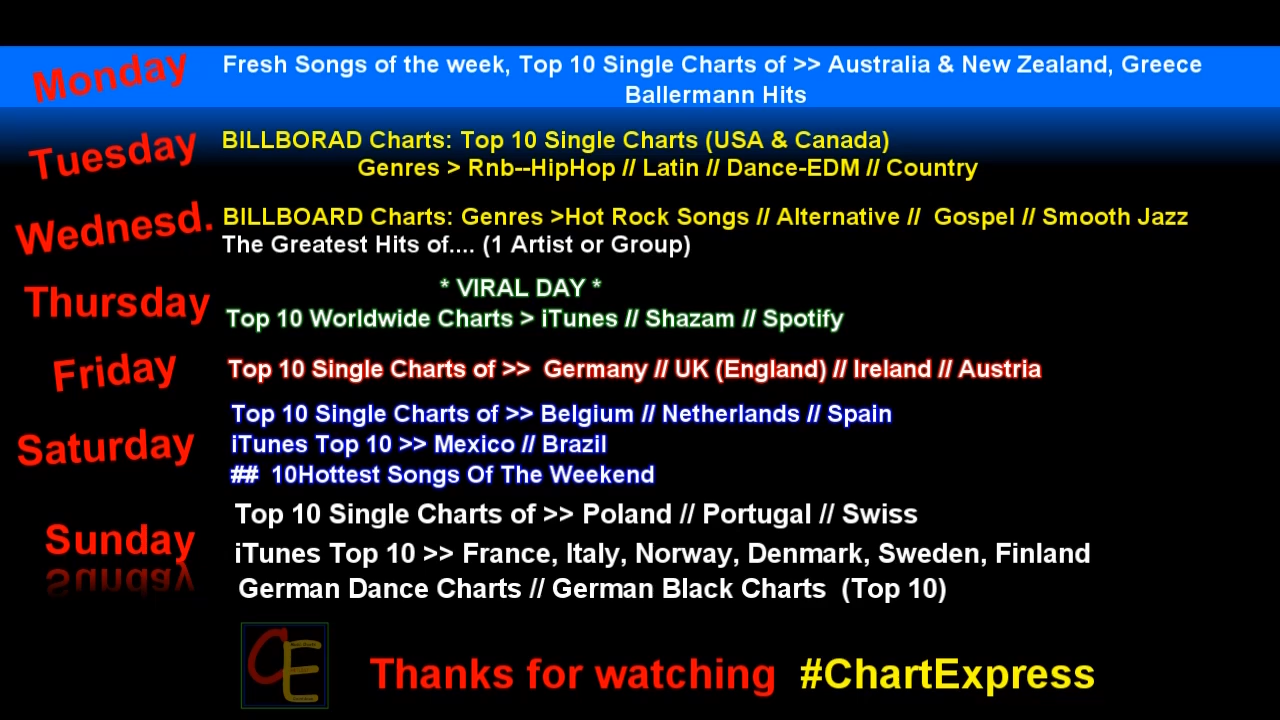 Monday
Fresh Songs of the week, Top 10 Single Charts of >> Australia & New Zealand, Greece
Ballermann Hits
Tuesday
BILLBORAD Charts: Top 10 Single Charts (USA & Canada)
Genres > Rnb--HipHop // Latin // Dance-EDM // Country
Wednesd.
BILLBOARD Charts: Genres >Hot Rock Songs // Alternative // Gospel // Smooth Jazz
The Greatest Hits of.... (1 Artist or Group)
Thursday
* VIRAL DAY *
Top 10 Worldwide Charts > iTunes // Shazam // Spotify
Friday
Top 10 Single Charts of >> Germany // UK (England) // Ireland // Austria
Saturday
Top 10 Single Charts of >> Belgium // Netherlands // Spain
iTunes Top 10 >> Mexico // Brazil
## 10Hottest Songs Of The Weekend
Sunday
Top 10 Single Charts of >> Poland // Portugal // Swiss
iTunes Top 10 >> France, Italy, Norway, Denmark, Sweden, Finland
German Dance Charts // German Black Charts (Top 10)
CE
Thanks for watching #ChartExpress